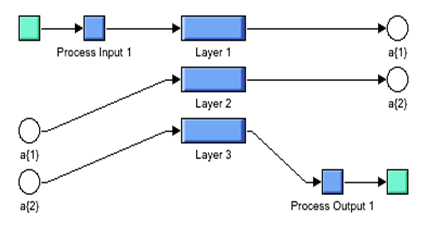 Process Input 1
Layer 1
a{1}
Layer 2
a{2}
a{1}
Layer 3
a{2}
Process Output 1